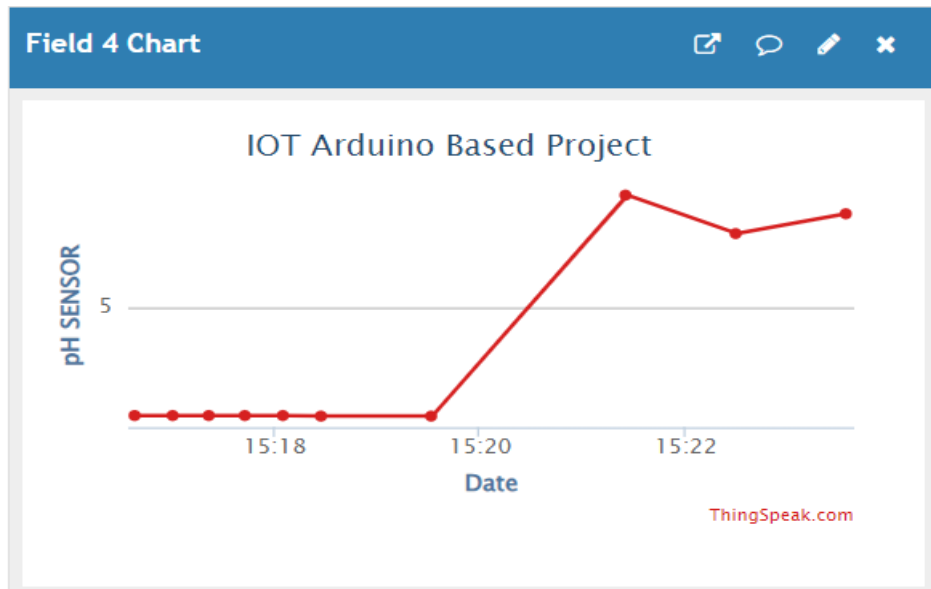 Field 4 Chart
IOT Arduino Based Project
pH SENSOR
5
15:18 15:20 15:22
Date
ThingSpeak.com